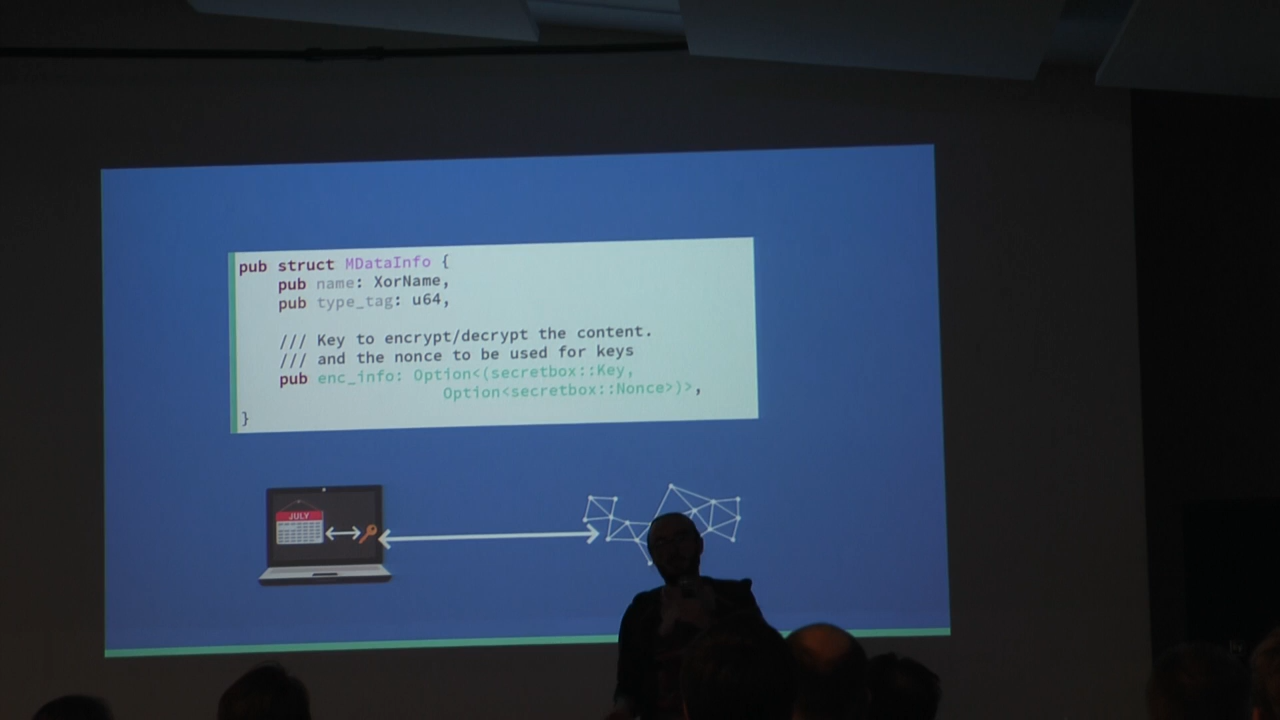 pub struct MDataInfo {
    pub name: XorName,
    pub type_tag: u64,
    /// Key to encrypt/decrypt the content.
    /// and the nonce to be used for keys
    pub enc_info: Option<(secretbox::Key,
                     Option<secretbox::Nonce>)>,
}
JULY